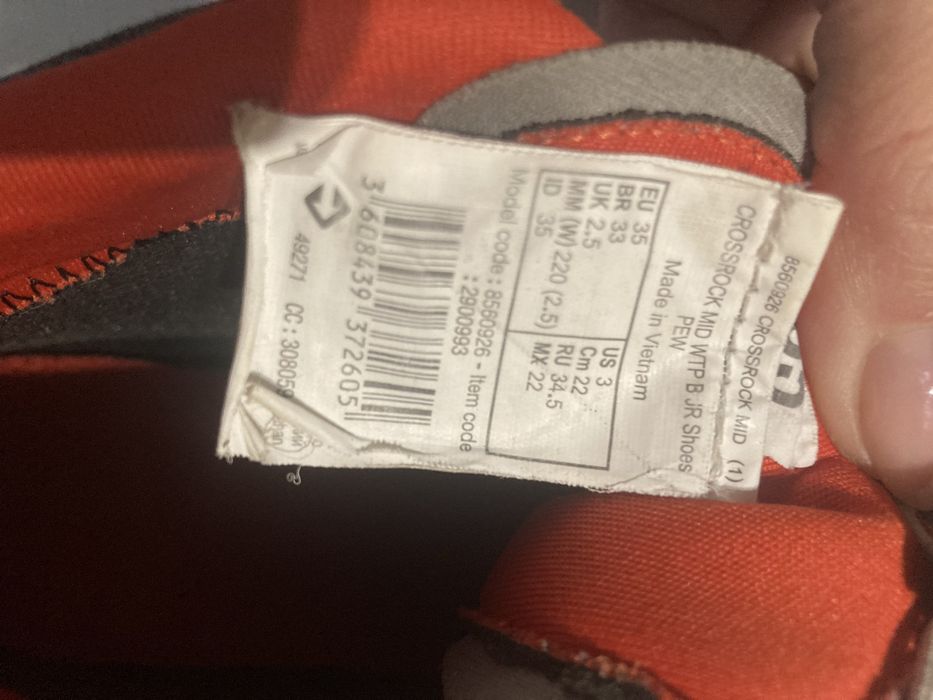 8560926 CROSSROCK MID (1)
CROSSROCK MID WTP B JR Shoes
PEW
Made in Vietnam
EU 35 US 3
BR 33 Cm 22
UK 2.5 RU 34.5
MM (W) 220 (2.5) MX 22
ID 35
Model code : 8560926 - Item code
: 2900993
3 608439 372605
49271 CC : 308059